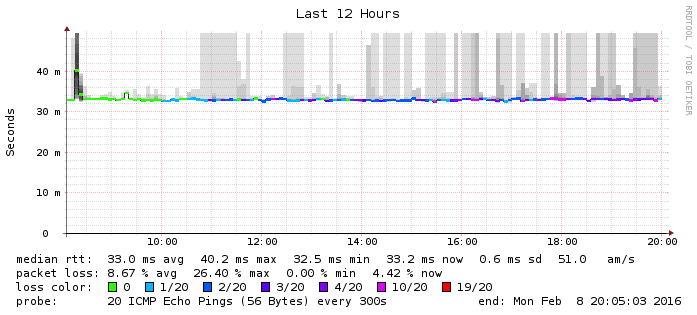 Last 12 Hours
RRDTOOL / TOBI OETIKER
Seconds
40 m
30 m
20 m
10 m
0
10:00 12:00 14:00 16:00 18:00 20:00
median rtt: 33.0 ms avg 40.2 ms max 32.5 ms min 33.2 ms now 0.6 ms sd 51.0 am/s
packet loss: 8.67 % avg 26.40 % max 0.00 % min 4.42 % now
loss color: 0 1/20 2/20 3/20 4/20 10/20 19/20
probe: 20 ICMP Echo Pings (56 Bytes) every 300s end: Mon Feb 8 20:05:03 2016